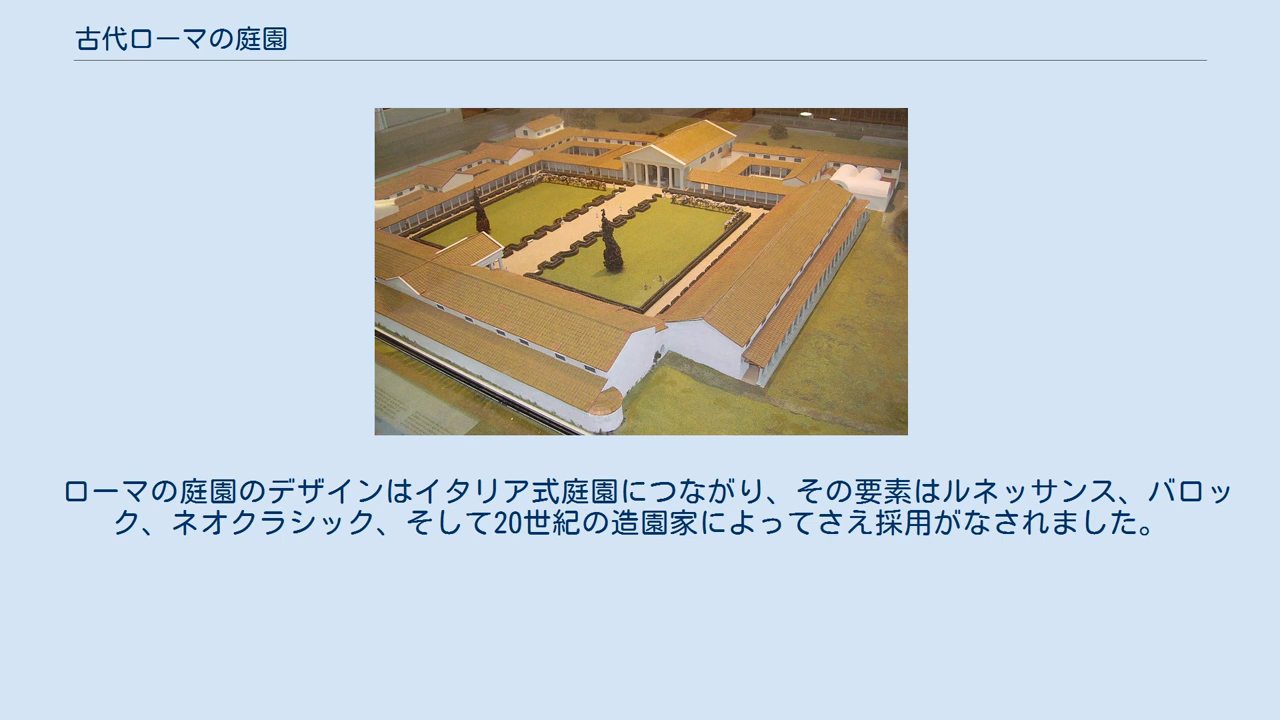 古代ローマの庭園
ローマの庭園のデザインはイタリア式庭園につながり、その要素はルネッサンス、バロッ
ク、ネオクラシック、そして20世紀の造園家によってさえ採用がなされました。